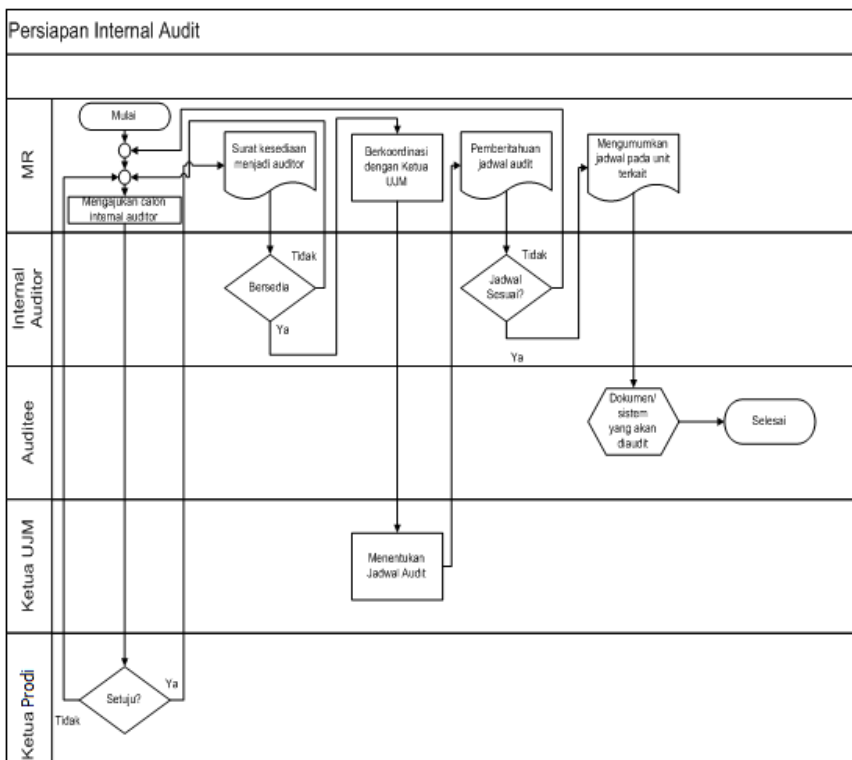 Persiapan Internal Audit
MR
Mulai
Mengajukan calon
internal auditor
Surat kesediaan
menjadi auditor
Berkoordinasi
dengan Ketua
UJM
Pemberitahuan
jadwal audit
Mengumumkan
jadwal pada unit
terkait
Internal
Auditor
Bersedia
Tidak
Ya
Jadwal
Sesuai?
Tidak
Ya
Auditee
Dokumen/
sistem
yang akan
diaudit
Selesai
Ketua UJM
Menentukan
Jadwal Audit
Ketua Prodi
Setuju?
Ya
Tidak